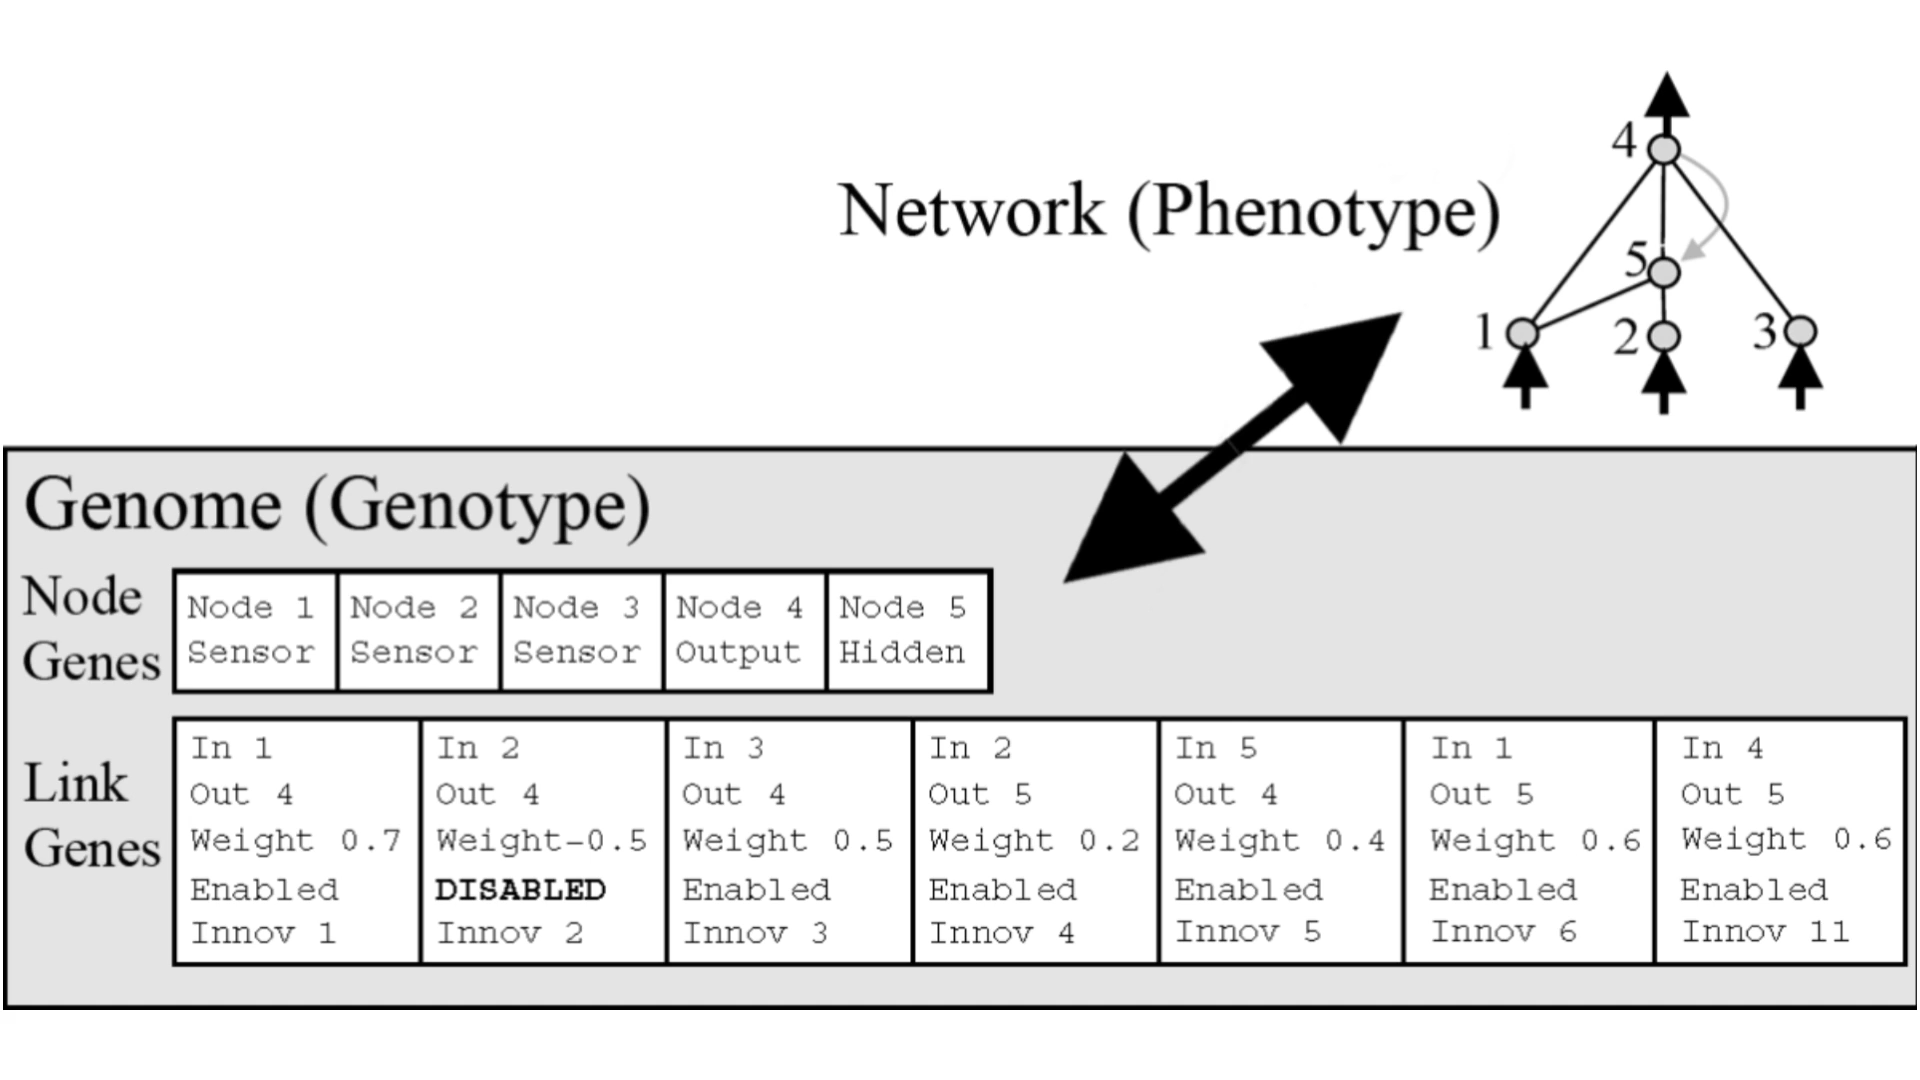 4
Network (Phenotype)
5
1
2
3
Genome (Genotype)
Node
Genes
Node 1
Sensor
Node 2
Sensor
Node 3
Sensor
Node 4
Output
Node 5
Hidden
Link
Genes
In 1
Out 4
Weight 0.7
Enabled
Innov 1
In 2
Out 4
Weight-0.5
DISABLED
Innov 2
In 3
Out 4
Weight 0.5
Enabled
Innov 3
In 2
Out 5
Weight 0.2
Enabled
Innov 4
In 5
Out 4
Weight 0.4
Enabled
Innov 5
In 1
Out 5
Weight 0.6
Enabled
Innov 6
In 4
Out 5
Weight 0.6
Enabled
Innov 11